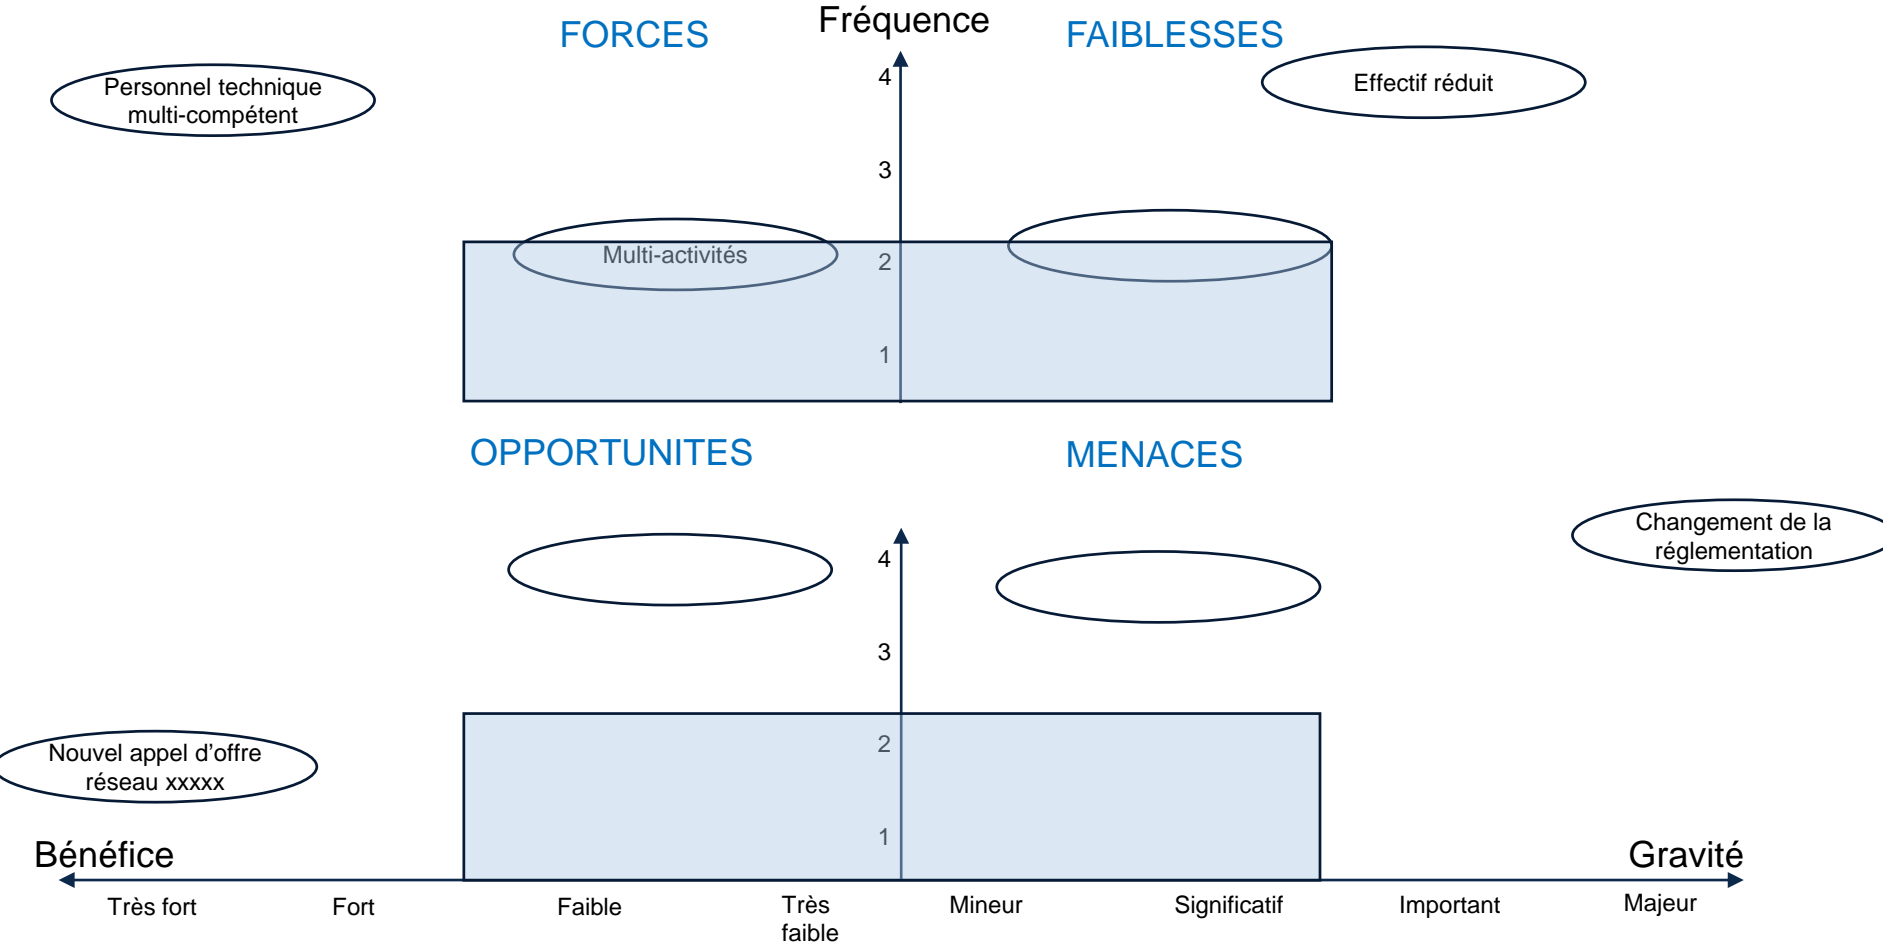 Fréquence
FORCES
FAIBLESSES
Personnel technique
multi-compétent
4
Effectif réduit
3
Multi-activités
2
1
OPPORTUNITES
MENACES
Changement de la
réglementation
4
3
Nouvel appel d’offre
réseau xxxxx
2
1
Bénéfice
Gravité
Très fort
Fort
Faible
Très
faible
Mineur
Significatif
Important
Majeur